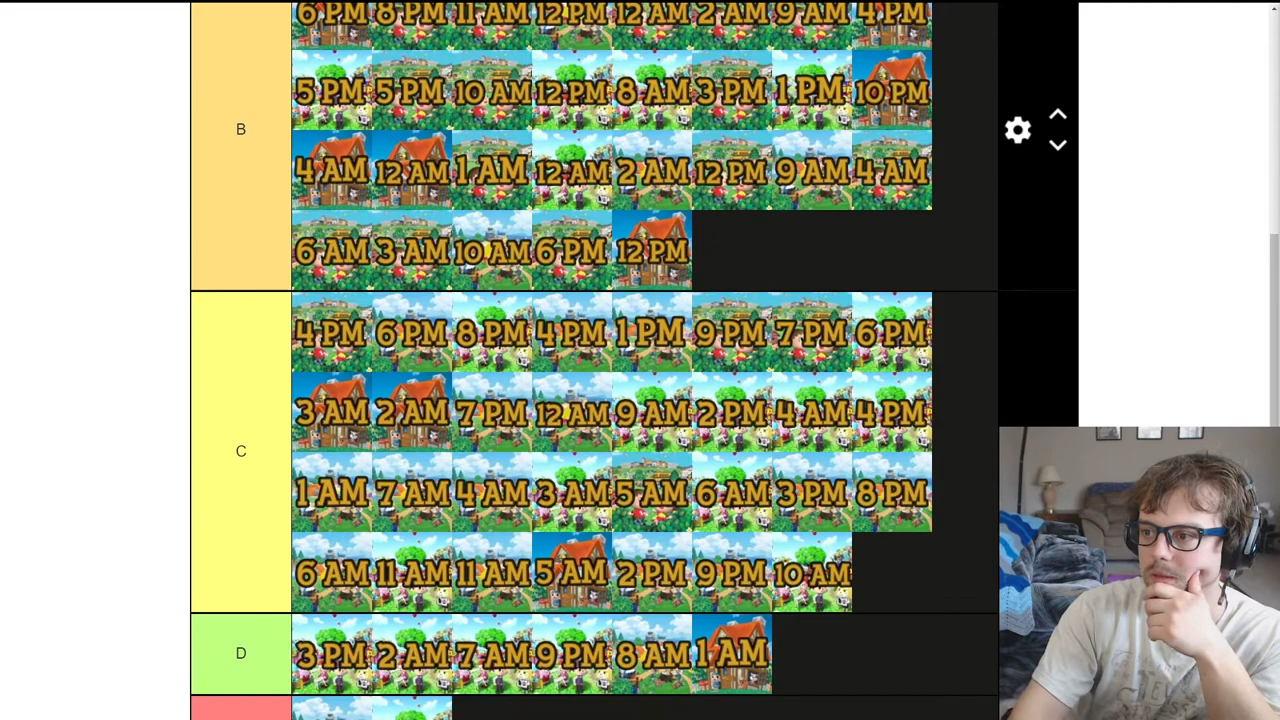 6 PM 8 PM 11 AM 12 PM 12 AM 2 AM 9 AM 4 PM
B
5 PM 5 PM 10 AM 12 PM 8 AM 3 PM 1 PM 10 PM
4 AM 12 AM 1 AM 12 AM 2 AM 12 PM 9 AM 4 AM
6 AM 3 AM 10 AM 6 PM 12 PM
4 PM 6 PM 8 PM 4 PM 1 PM 9 PM 7 PM 6 PM
C
3 AM 2 AM 7 PM 12 AM 9 AM 2 PM 4 AM 4 PM
1 AM 7 AM 4 AM 3 AM 5 AM 6 AM 3 PM 8 PM
6 AM 11 AM 11 AM 5 AM 2 PM 9 PM 10 AM
D
3 PM 2 AM 7 AM 9 PM 8 AM 1 AM